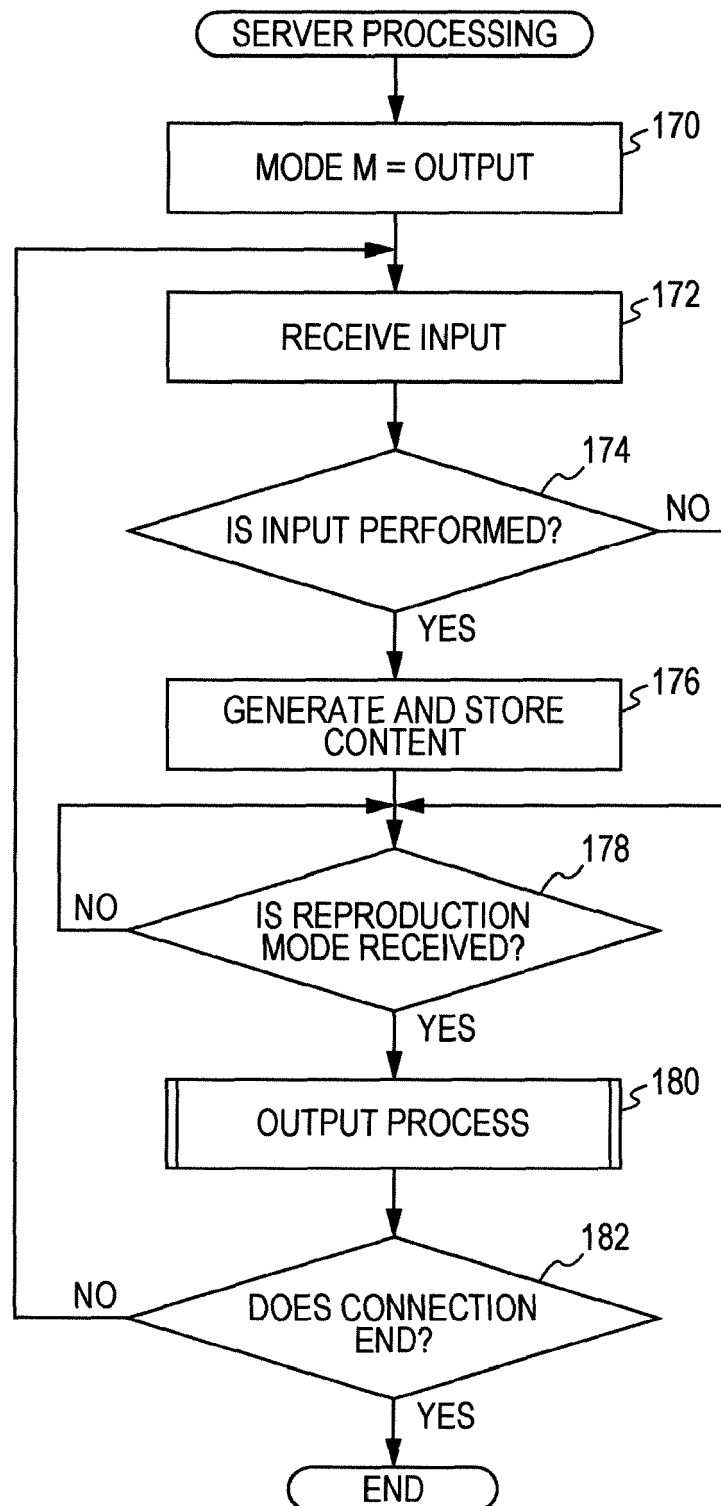 SERVER PROCESSING
170
MODE M = OUTPUT
172
RECEIVE INPUT
174
IS INPUT PERFORMED?
NO
YES
176
GENERATE AND STORE
CONTENT
178
NO
IS REPRODUCTION
MODE RECEIVED?
YES
180
OUTPUT PROCESS
182
NO
DOES CONNECTION
END?
YES
END